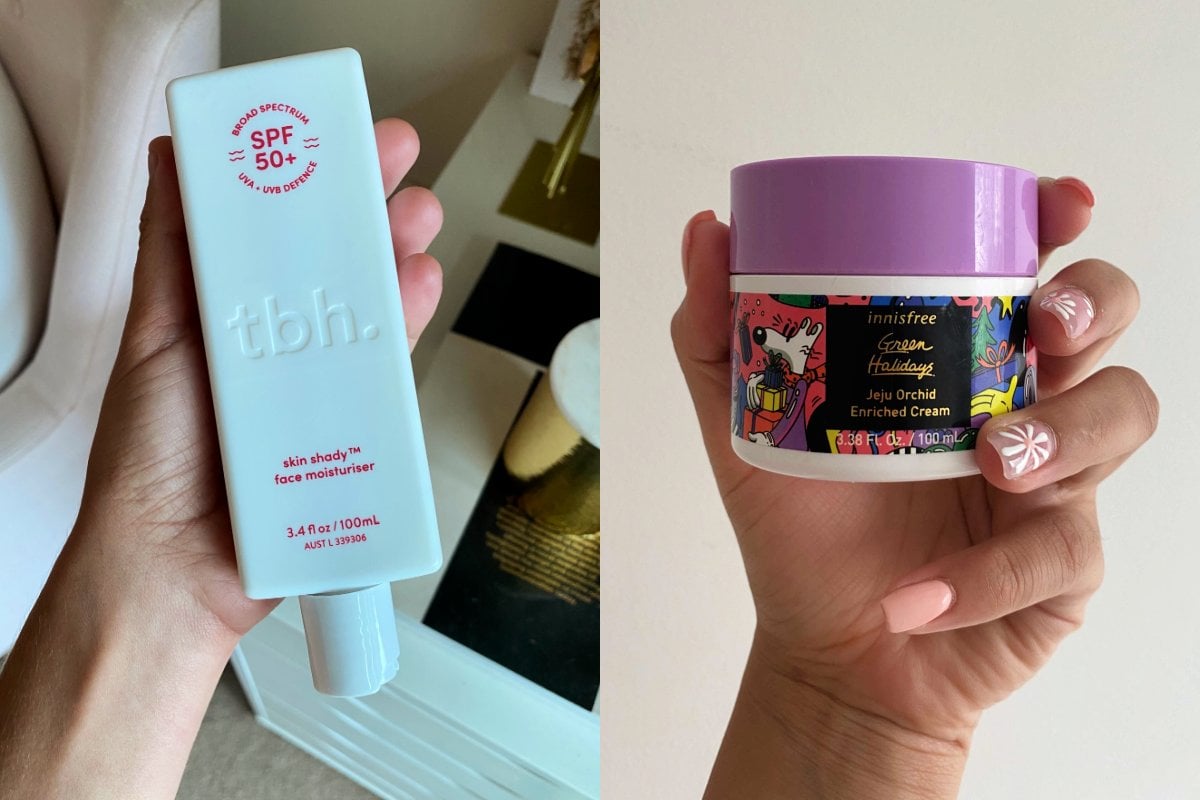 BROAD SPECTRUM
SPF
50+
UVA + UVB DEFENCE
tbh.
skin shady™
face moisturiser
3.4 fl oz / 100mL
AUST L 339306
innisfree
Green
Holidays
Jeju Orchid
Enriched Cream
3.38 FL. Oz. / 100 mL